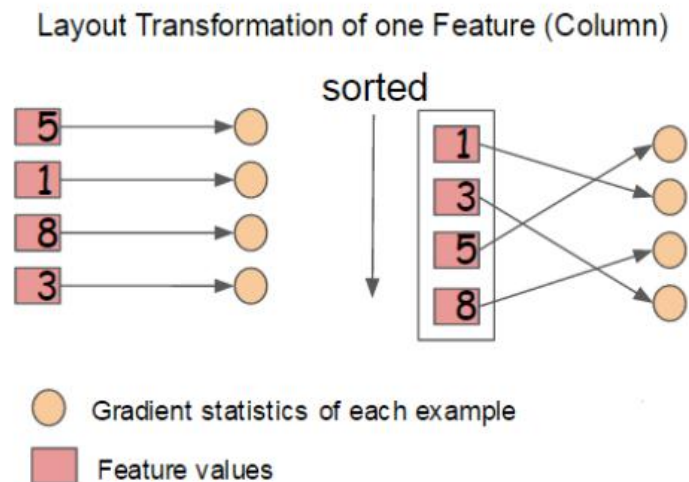 Layout Transformation of one Feature (Column)
sorted
5
1
8
3
1
3
5
8
Gradient statistics of each example
Feature values